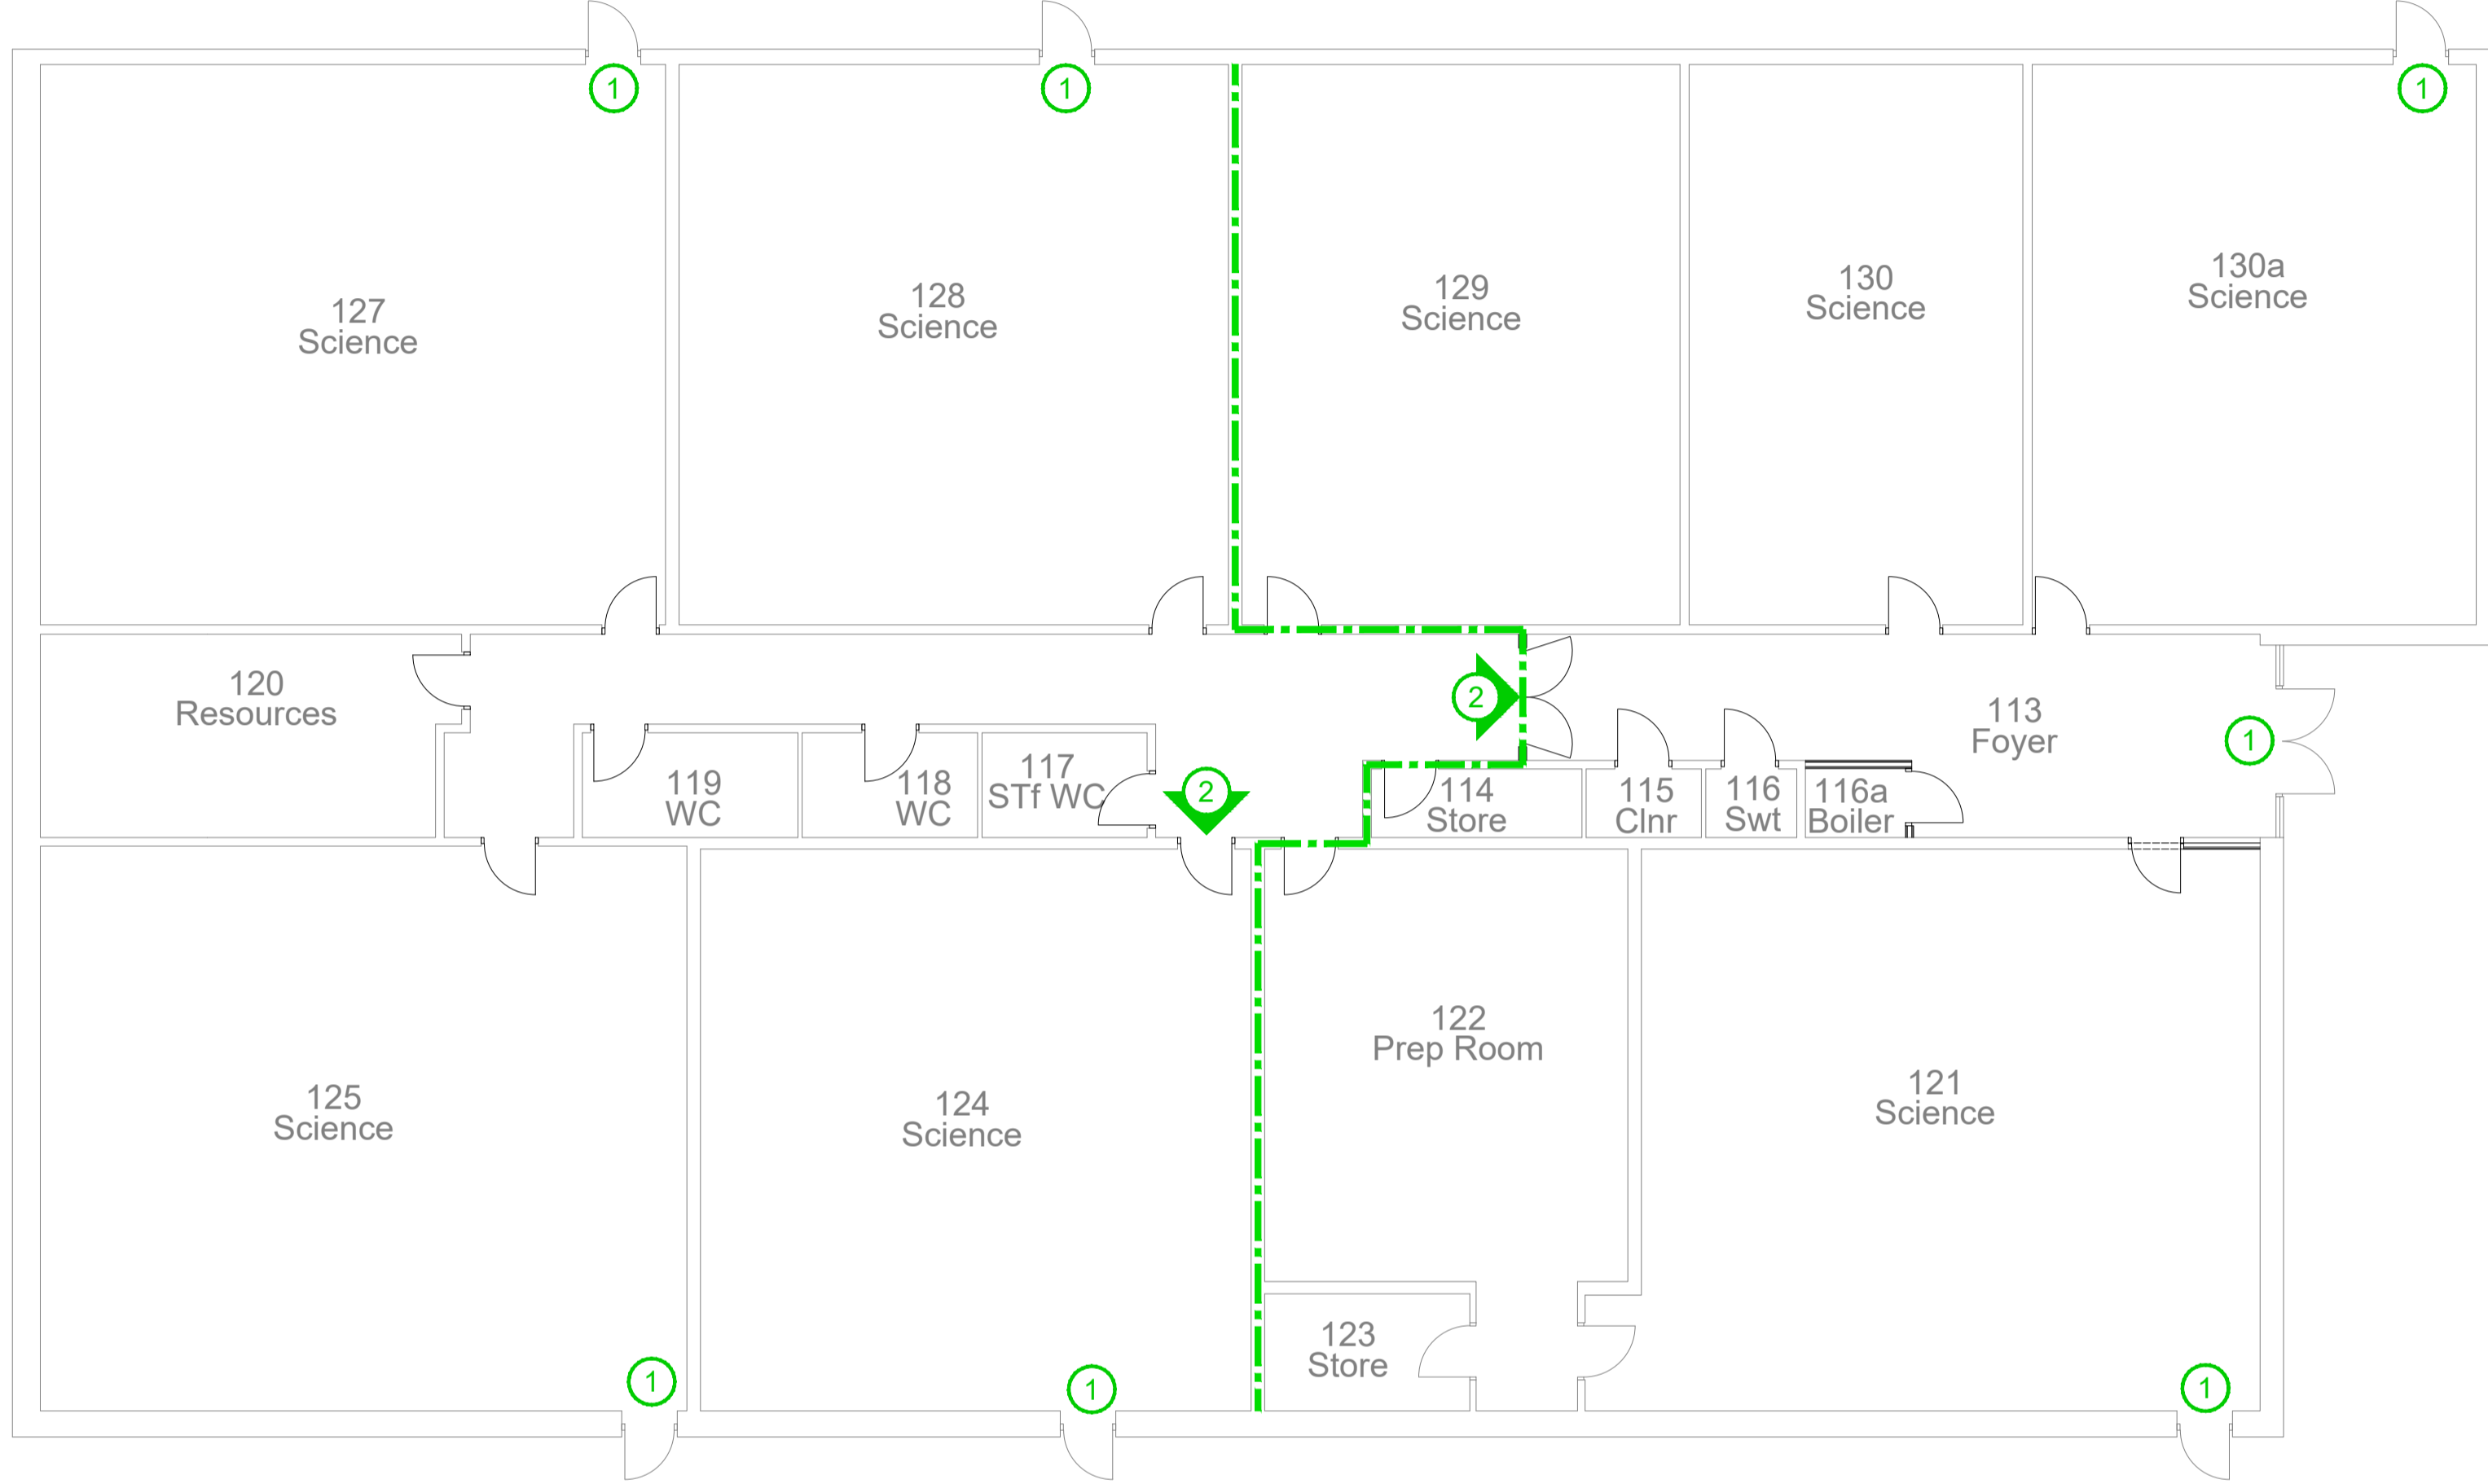 1
1
1
127
Science
128
Science
129
Science
130
Science
130a
Science
120
Resources
2
113
Foyer
1
119
WC
118
WC
117
STf WC
2
114
Store
115
Clnr
116
Swt
116a
Boiler
125
Science
124
Science
122
Prep Room
121
Science
123
Store
1
1
1